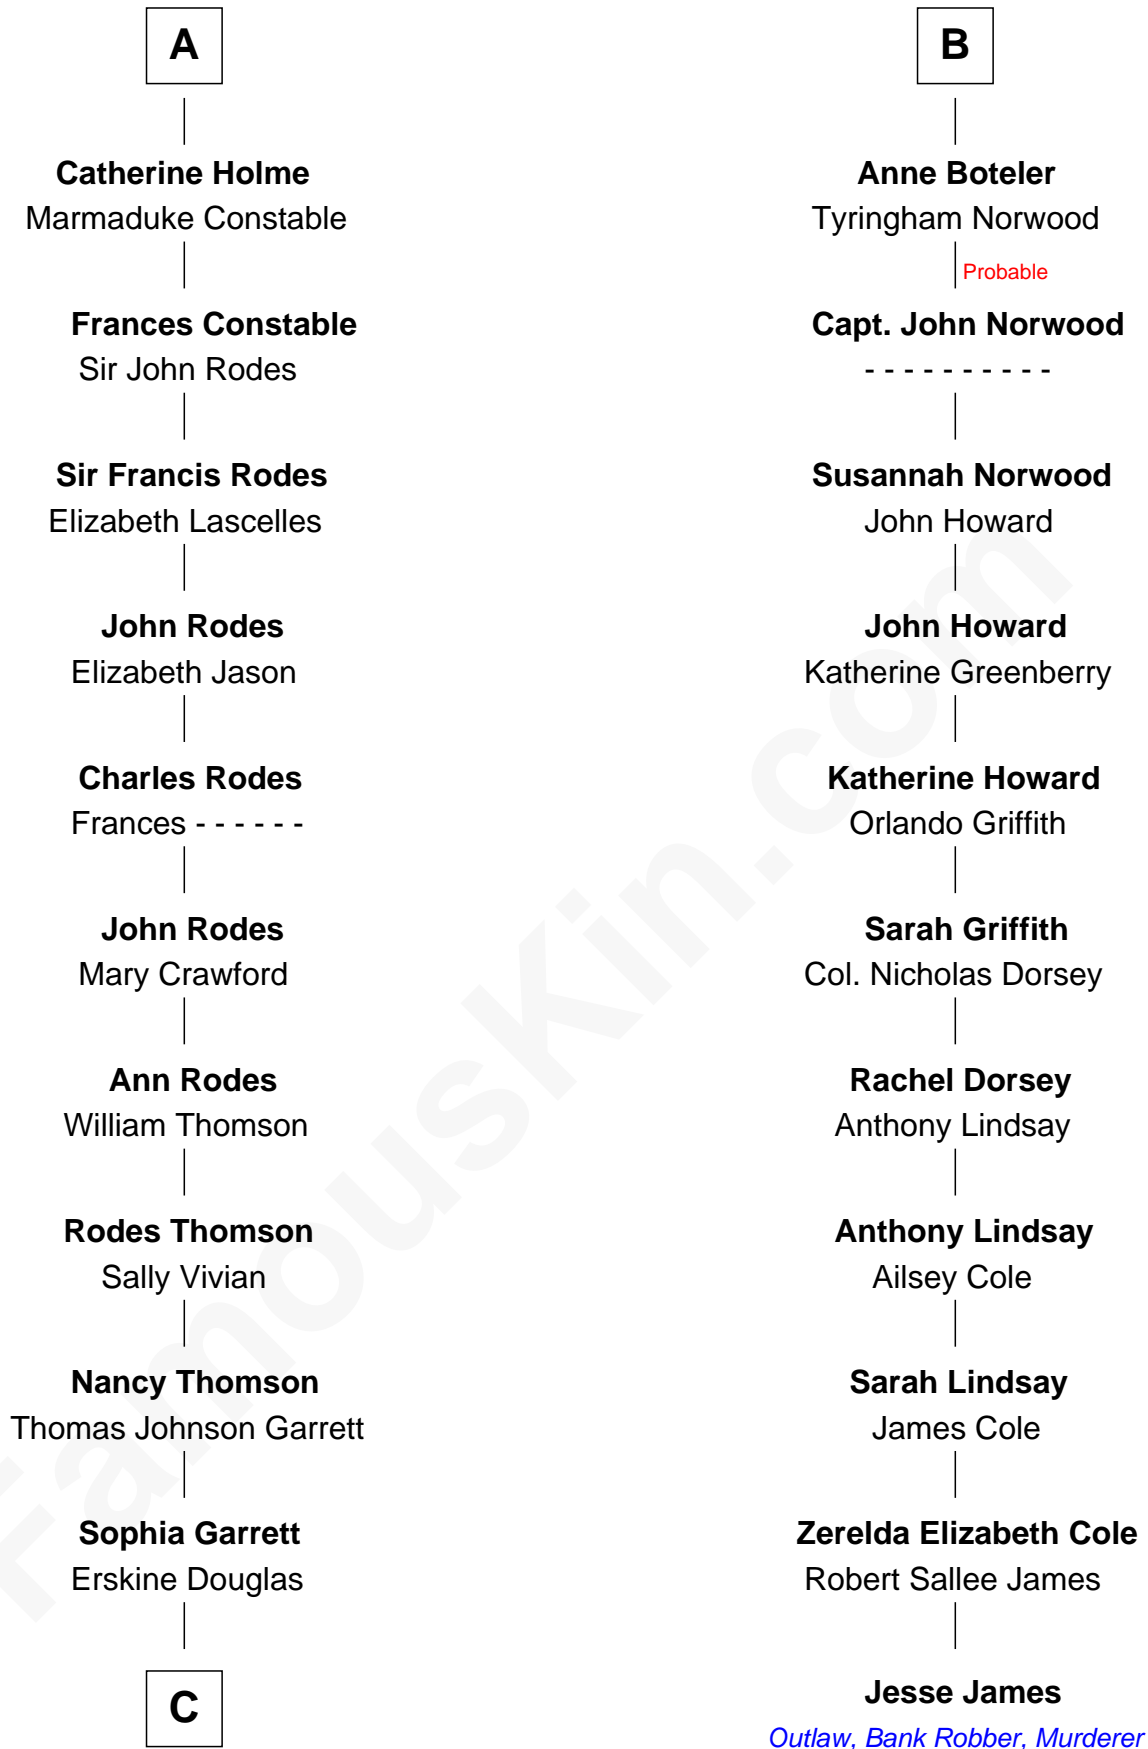 A
Catherine Holme
Marmaduke Constable
Frances Constable
Sir John Rodes
Sir Francis Rodes
Elizabeth Lascelles
John Rodes
Elizabeth Jason
Charles Rodes
Frances - - - - - -
John Rodes
Mary Crawford
Ann Rodes
William Thomson
Rodes Thomson
Sally Vivian
Nancy Thomson
Thomas Johnson Garrett
Sophia Garrett
Erskine Douglas
C
B
Anne Boteler
Tyringham Norwood
Probable
Capt. John Norwood
- - - - - - - - - -
Susannah Norwood
John Howard
John Howard
Katherine Greenberry
Katherine Howard
Orlando Griffith
Sarah Griffith
Col. Nicholas Dorsey
Rachel Dorsey
Anthony Lindsay
Anthony Lindsay
Ailsey Cole
Sarah Lindsay
James Cole
Zerelda Elizabeth Cole
Robert Sallee James
Jesse James
Outlaw, Bank Robber, Murderer
FamousKin.com